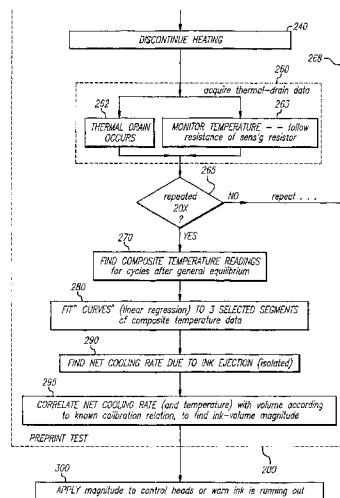 240
DISCONTINUE HEATING
268
260
acquire thermal-drain data
262
263
THERMAL DRAIN
OCCURS
MONITOR TEMPERATURE -- follow
resistance of sens'g resistor
265
repeated
20X
?
NO
repeat . . .
YES
270
FIND COMPOSITE TEMPERATURE READINGS
for cycles after general equilibrium
280
FIT "CURVES" (linear regression) TO 3 SELECTED SEGMENTS
of composite temperature data
290
FIND NET COOLING RATE DUE TO INK EJECTION (isolated)
295
CORRELATE NET COOLING RATE (and temperature) with volume according
to known calibration relation, to find ink-volume magnitude
PREPRINT TEST
200
300
APPLY magnitude to control heads or warn ink is running out